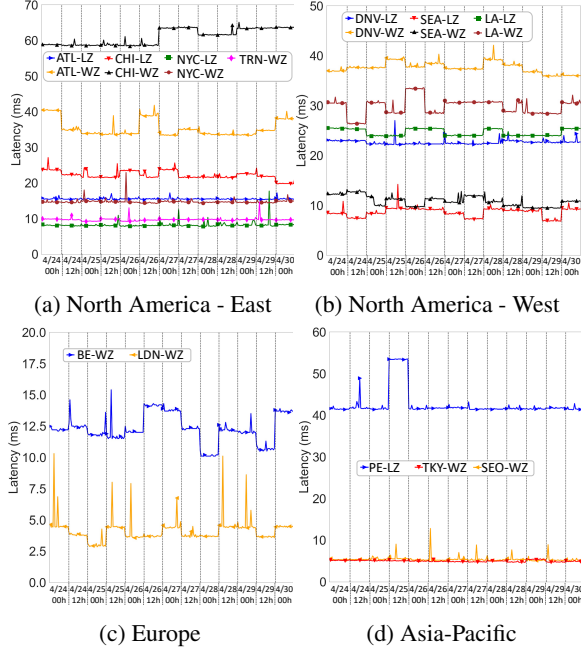 70
60
50
40
30
20
10
0
Latency (ms)
ATL-LZ CHI-LZ NYC-LZ TRN-WZ
ATL-WZ CHI-WZ NYC-WZ
4/24 4/24 4/25 4/25 4/26 4/26 4/27 4/27 4/28 4/28 4/29 4/29 4/30
00h 12h 00h 12h 00h 12h 00h 12h 00h 12h 00h 12h 00h
(a) North America - East
50
40
30
20
10
0
Latency (ms)
DNV-LZ SEA-LZ LA-LZ
DNV-WZ SEA-WZ LA-WZ
4/24 4/24 4/25 4/25 4/26 4/26 4/27 4/27 4/28 4/28 4/29 4/29 4/30
00h 12h 00h 12h 00h 12h 00h 12h 00h 12h 00h 12h 00h
(b) North America - West
20.0
17.5
15.0
12.5
10.0
7.5
5.0
2.5
0.0
Latency (ms)
BE-WZ LDN-WZ
4/24 4/24 4/25 4/25 4/26 4/26 4/27 4/27 4/28 4/28 4/29 4/29 4/30
00h 12h 00h 12h 00h 12h 00h 12h 00h 12h 00h 12h 00h
(c) Europe
60
50
40
30
20
10
0
Latency (ms)
PE-LZ TKY-WZ SEO-WZ
4/24 4/24 4/25 4/25 4/26 4/26 4/27 4/27 4/28 4/28 4/29 4/29 4/30
00h 12h 00h 12h 00h 12h 00h 12h 00h 12h 00h 12h 00h
(d) Asia-Pacific